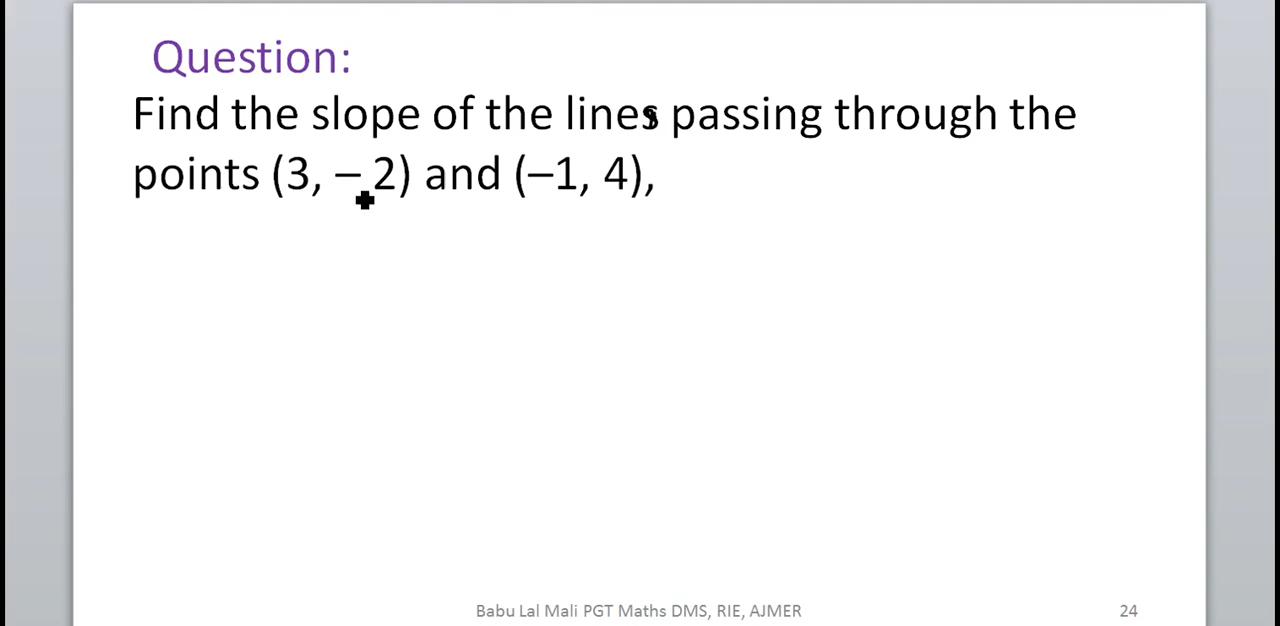 Question:
Find the slope of the lines passing through the
points (3, – 2) and (–1, 4),
Babu Lal Mali PGT Maths DMS, RIE, AJMER
24